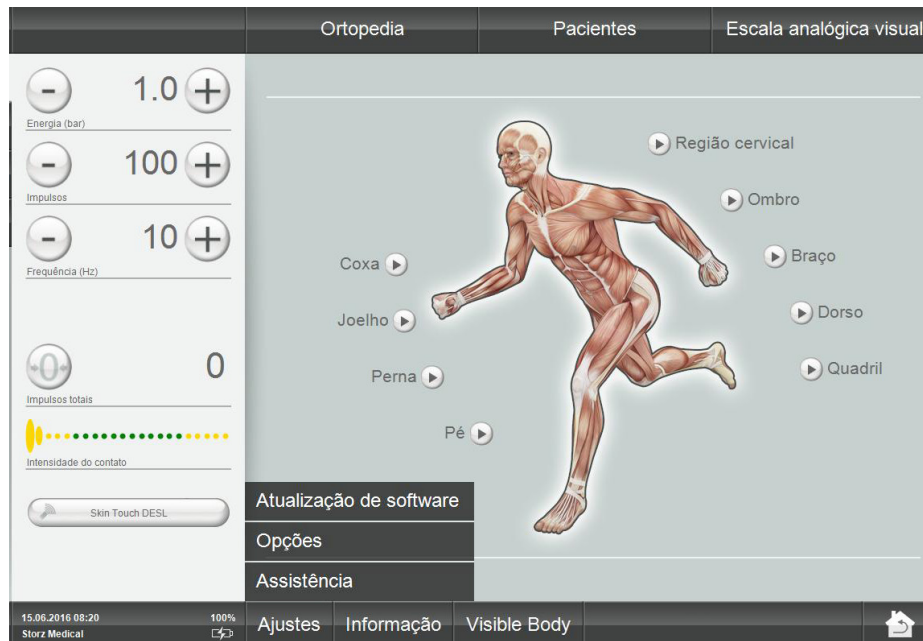 Ortopedia
Pacientes
Escala analógica visual
1.0
Energia (bar)
100
Impulsos
10
Frequência (Hz)
0
0
Impulsos totais
Intensidade do contato
Skin Touch DESL
Região cervical
Ombro
Braço
Dorso
Quadril
Coxa
Joelho
Perna
Pé
Atualização de software
Opções
Assistência
15.06.2016 08:20
100%
Storz Medical
Ajustes
Informação
Visible Body